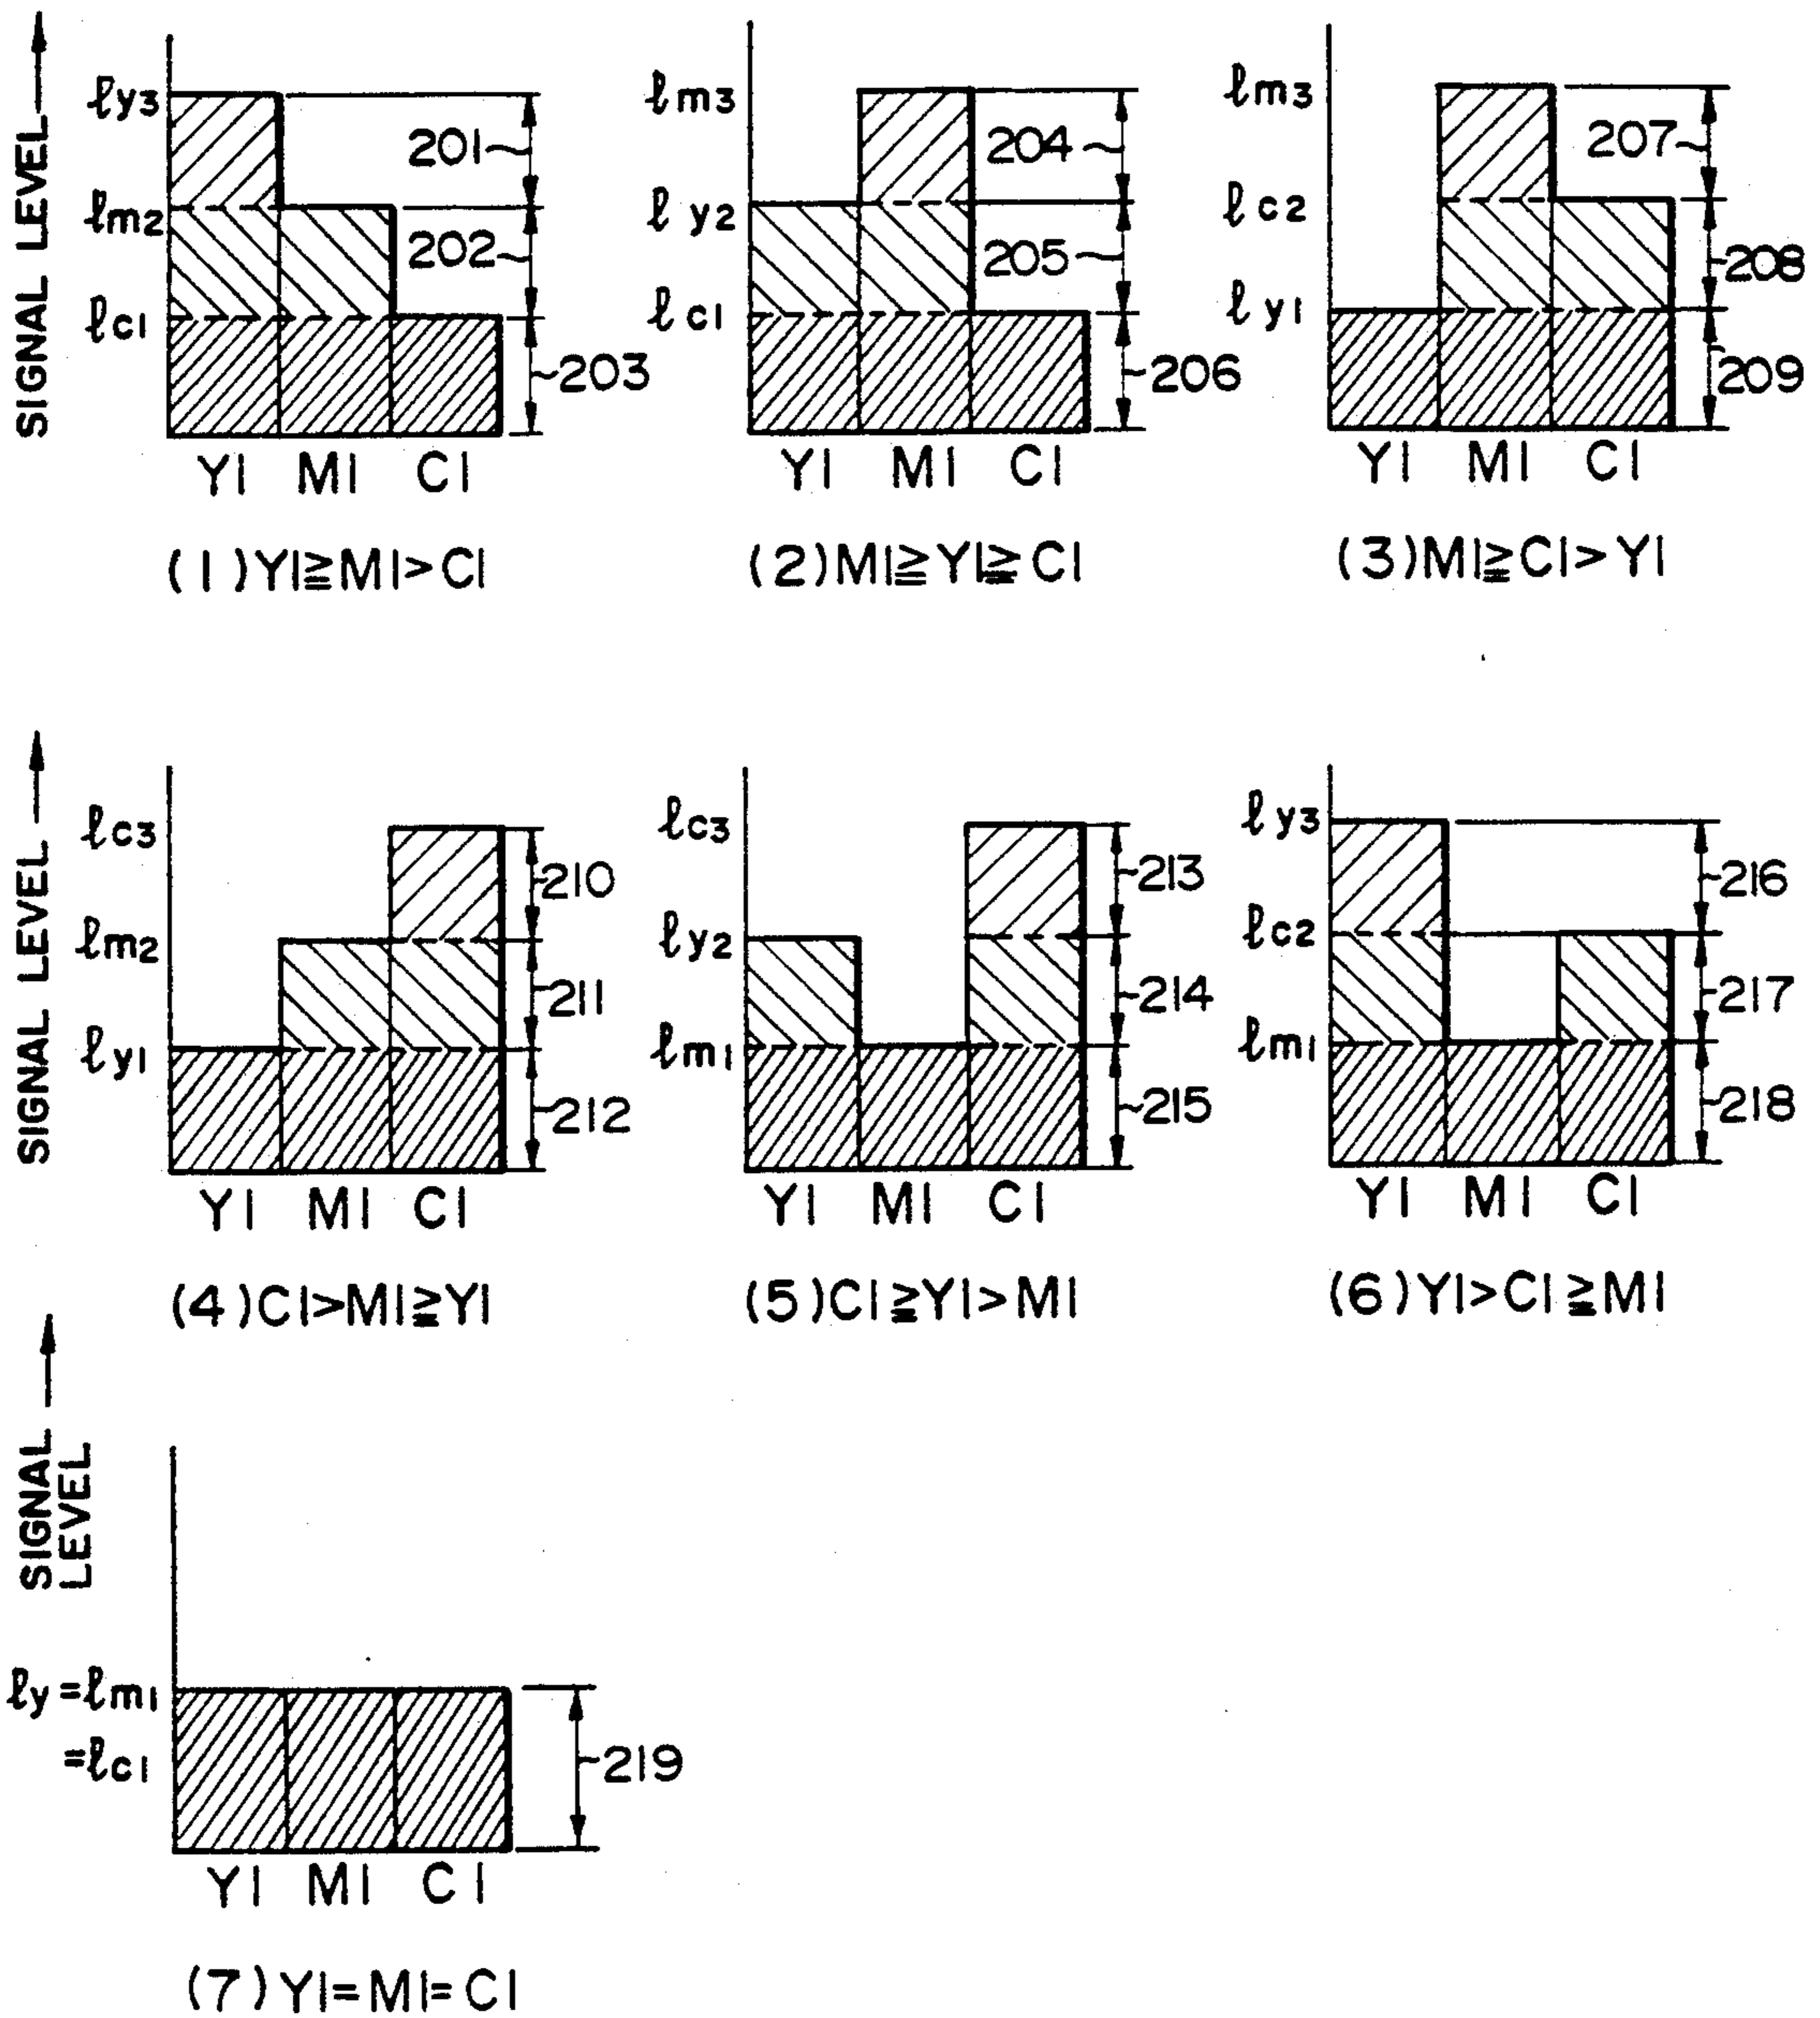 SIGNAL LEVEL
ly3
lm2
lc1
201
202
203
Y1 M1 C1
(1) Y1≧M1>C1
lm3
ly2
lc1
204
205
206
Y1 M1 C1
(2) M1≧Y1≧C1
lm3
lc2
ly1
207
208
209
Y1 M1 C1
(3) M1≧C1>Y1
SIGNAL LEVEL
lc3
lm2
ly1
210
211
212
Y1 M1 C1
(4) C1>M1≧Y1
lc3
ly2
lm1
213
214
215
Y1 M1 C1
(5) C1≧Y1>M1
ly3
lc2
lm1
216
217
218
Y1 M1 C1
(6) Y1>C1≧M1
SIGNAL
LEVEL
ly=lm1
=lc1
219
Y1 M1 C1
(7) Y1=M1=C1